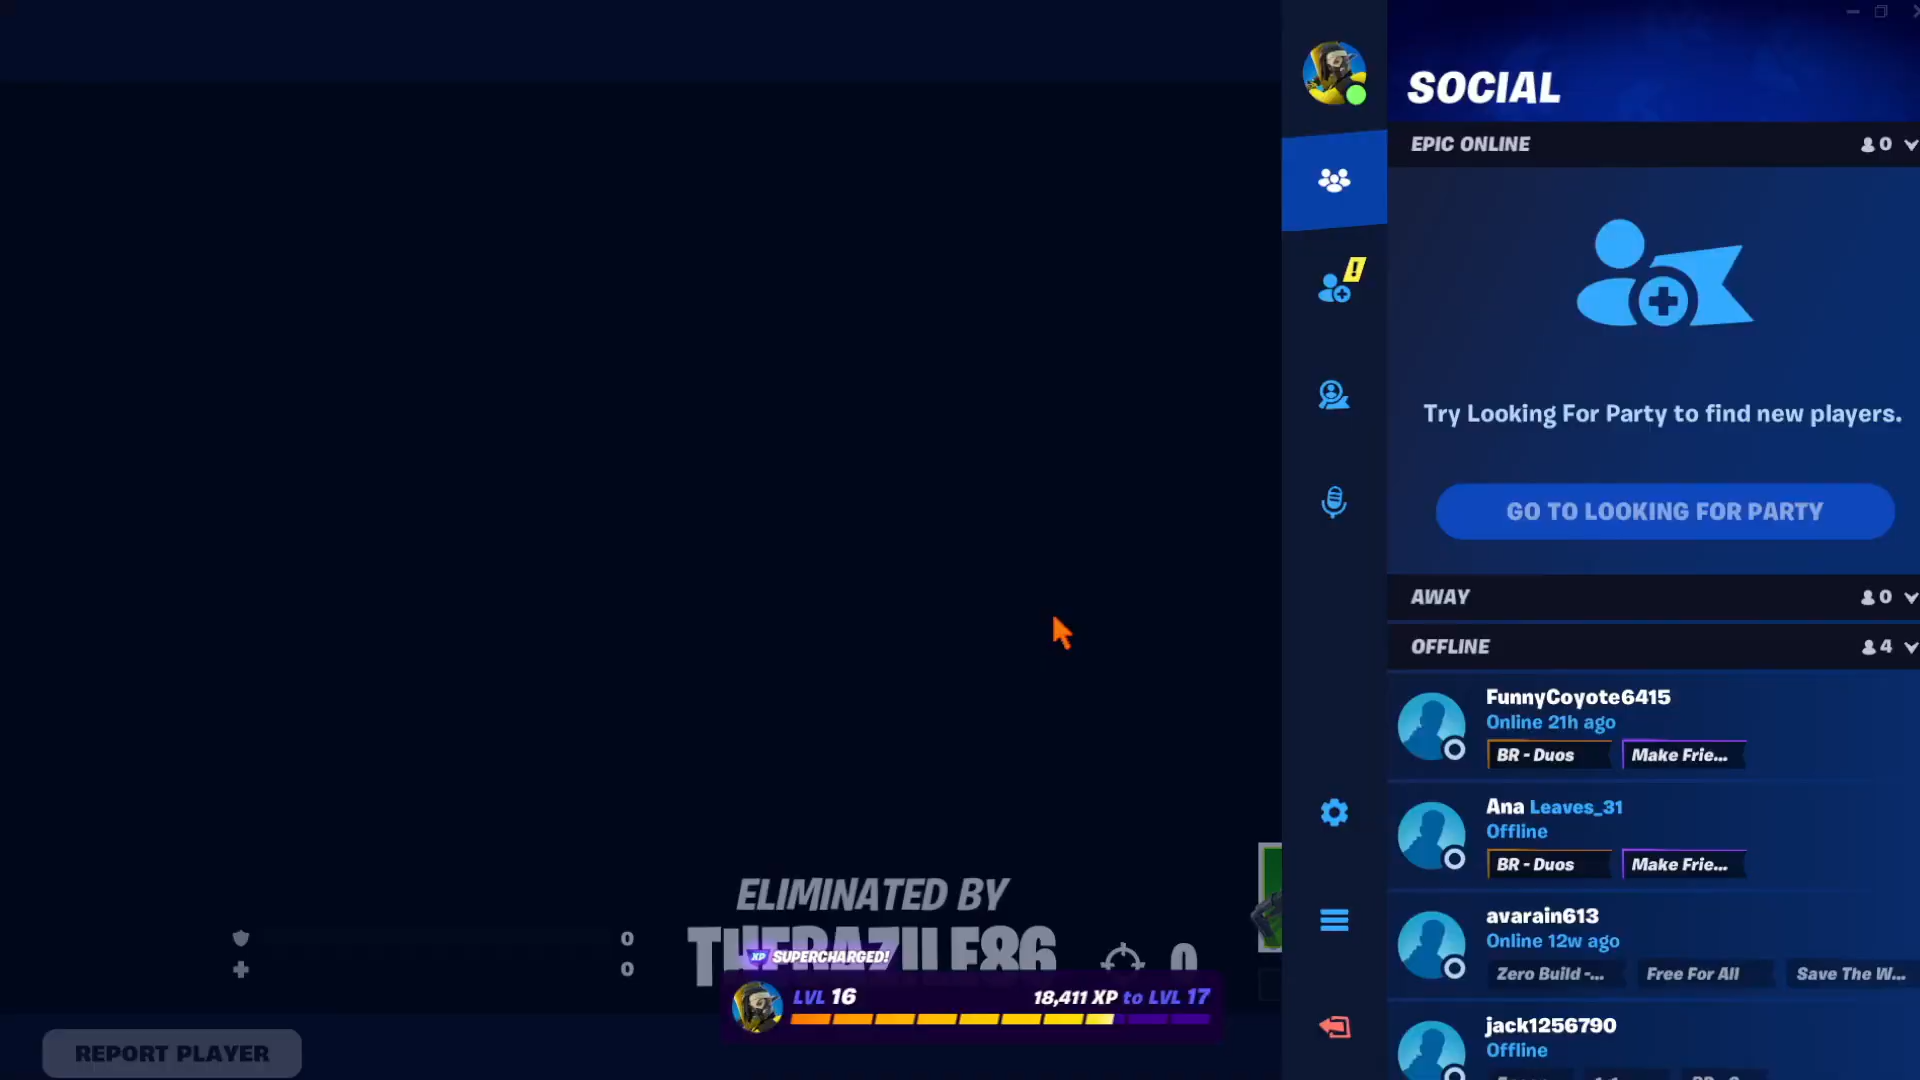 SOCIAL
EPIC ONLINE
0
Try Looking For Party to find new players.
GO TO LOOKING FOR PARTY
AWAY
0
OFFLINE
4
FunnyCoyote6415
Online 21h ago
BR - Duos
Make Frie...
Ana Leaves_31
Offline
BR - Duos
Make Frie...
avarain613
Online 12w ago
Zero Build -...
Free For All
Save The W...
jack1256790
Offline
ELIMINATED BY
THEBAZILE86
0
0
0
XP SUPERCHARGED!
LVL 16
18,411 XP to LVL 17
REPORT PLAYER